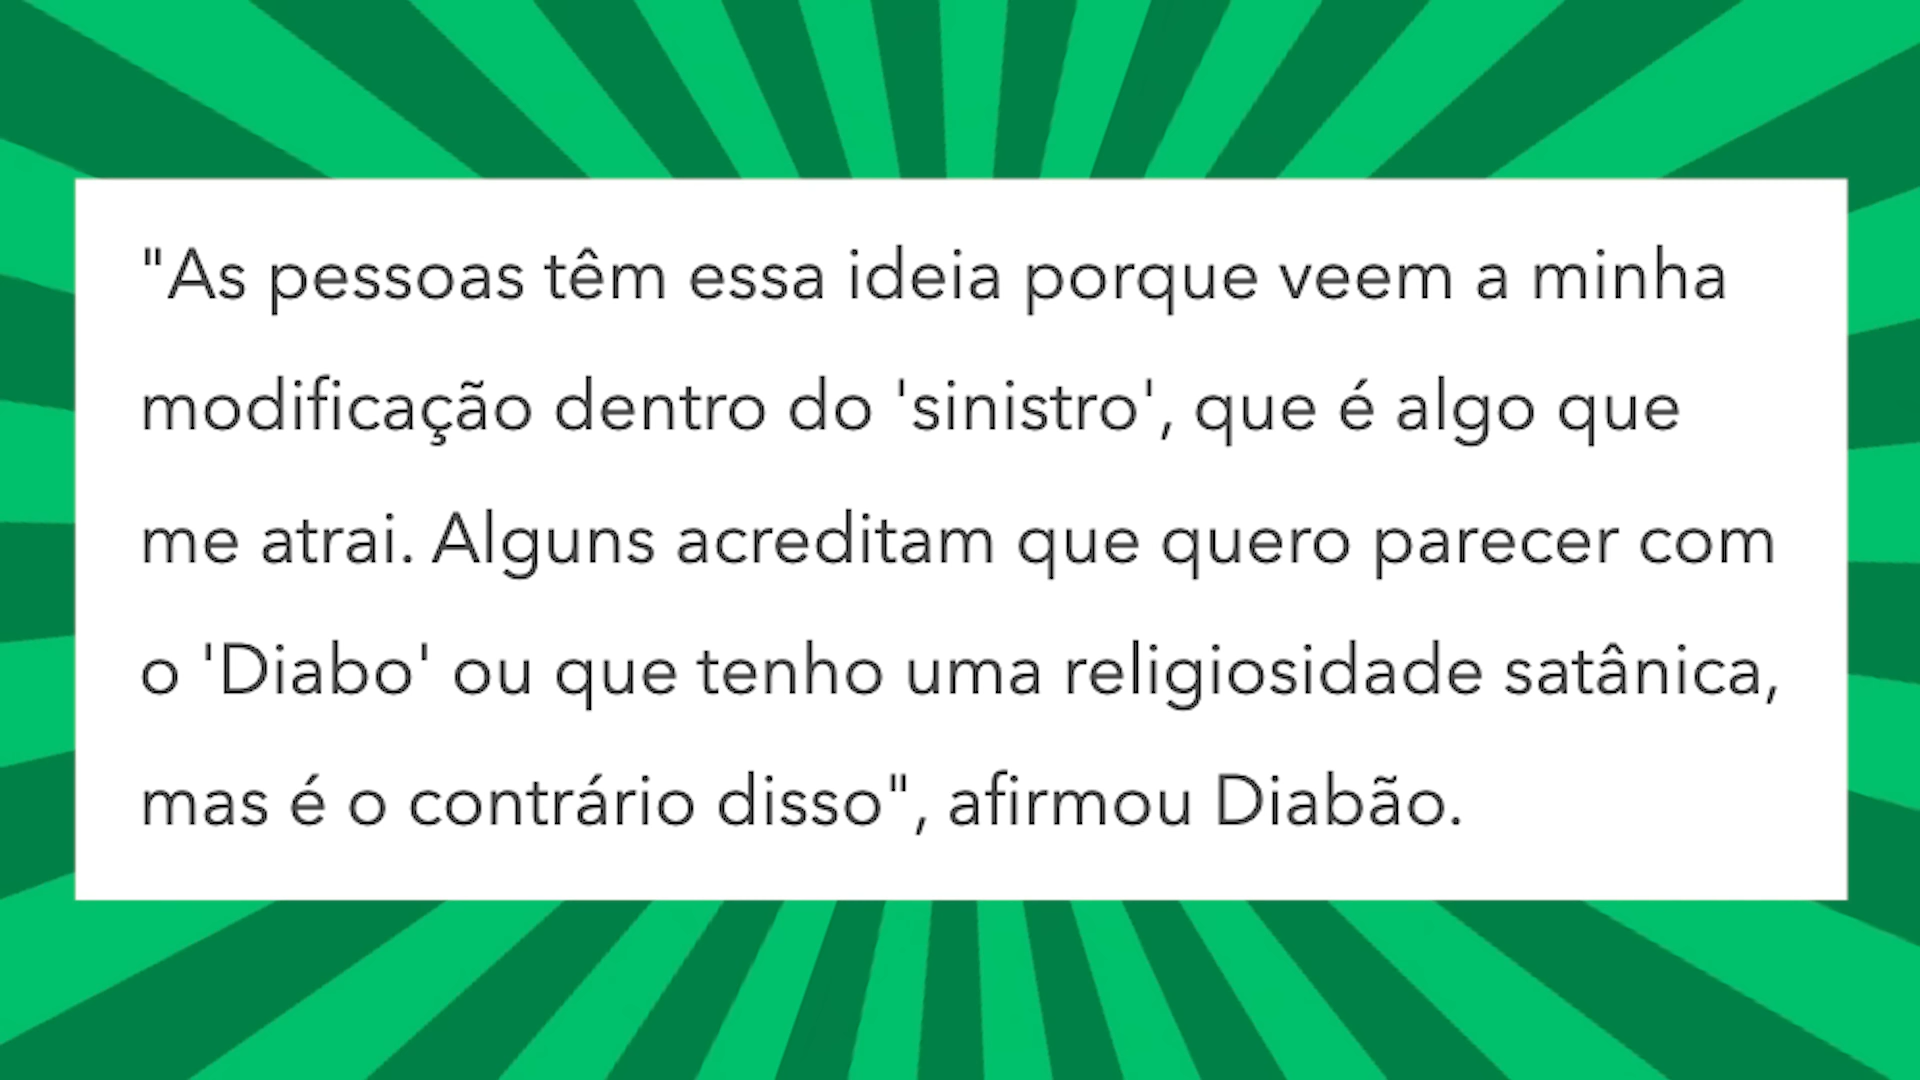 "As pessoas têm essa ideia porque veem a minha
modificação dentro do 'sinistro', que é algo que
me atrai. Alguns acreditam que quero parecer com
o 'Diabo' ou que tenho uma religiosidade satânica,
mas é o contrário disso", afirmou Diabão.